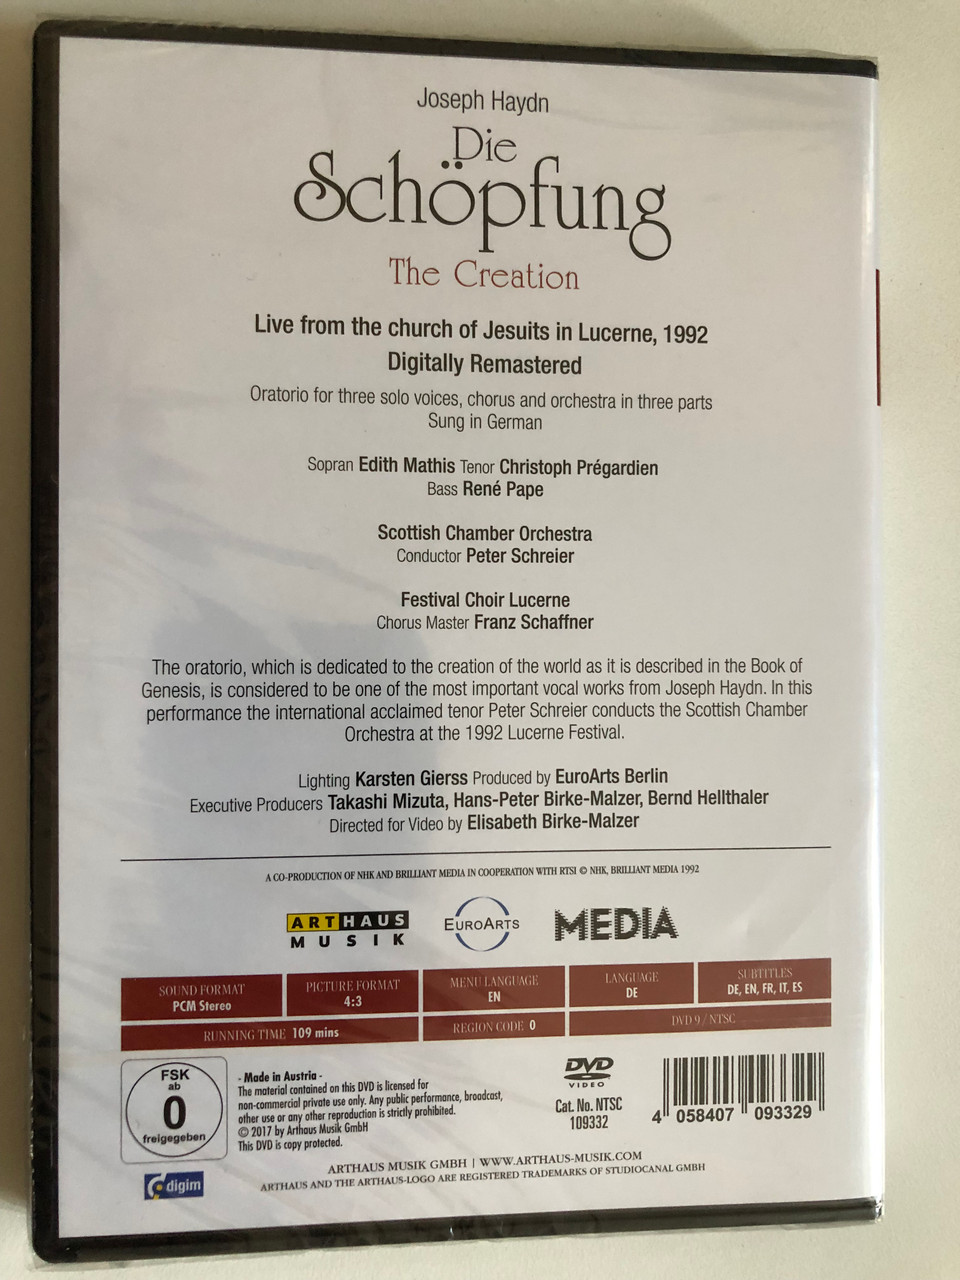 Joseph Haydn
Die
Schöpfung
The Creation
Live from the church of Jesuits in Lucerne, 1992
Digitally Remastered
Oratorio for three solo voices, chorus and orchestra in three parts
Sung in German
Sopran Edith Mathis Tenor Christoph Prégardien
Bass René Pape
Scottish Chamber Orchestra
Conductor Peter Schreier
Festival Choir Lucerne
Chorus Master Franz Schaffner
The oratorio, which is dedicated to the creation of the world as it is described in the Book of
Genesis, is considered to be one of the most important vocal works from Joseph Haydn. In this
performance the international acclaimed tenor Peter Schreier conducts the Scottish Chamber
Orchestra at the 1992 Lucerne Festival.
Lighting Karsten Gierss Produced by EuroArts Berlin
Executive Producers Takashi Mizuta, Hans-Peter Birke-Malzer, Bernd Hellthaler
Directed for Video by Elisabeth Birke-Malzer
A CO-PRODUCTION OF NHK AND BRILLIANT MEDIA IN COOPERATION WITH RTSI © NHK, BRILLIANT MEDIA 1992
ARTHAUS
MUSIK
EUROARTS
MEDIA
SOUND FORMAT
PCM Stereo
PICTURE FORMAT
4:3
MENU LANGUAGE
EN
LANGUAGE
DE
SUBTITLES
DE, EN, FR, IT, ES
RUNNING TIME 109 mins
REGION CODE 0
DVD 9 / NTSC
FSK
ab
0
freigegeben
- Made in Austria -
The material contained on this DVD is licensed for
non-commercial private use only. Any public performance, broadcast,
other use or any other reproduction is strictly prohibited.
© 2017 by Arthaus Musik GmbH
This DVD is copy protected.
DVD
VIDEO
Cat. No. NTSC
109332
4 058407 093329
digim
ARTHAUS MUSIK GMBH | WWW.ARTHAUS-MUSIK.COM
ARTHAUS AND THE ARTHAUS-LOGO ARE REGISTERED TRADEMARKS OF STUDIOCANAL GMBH